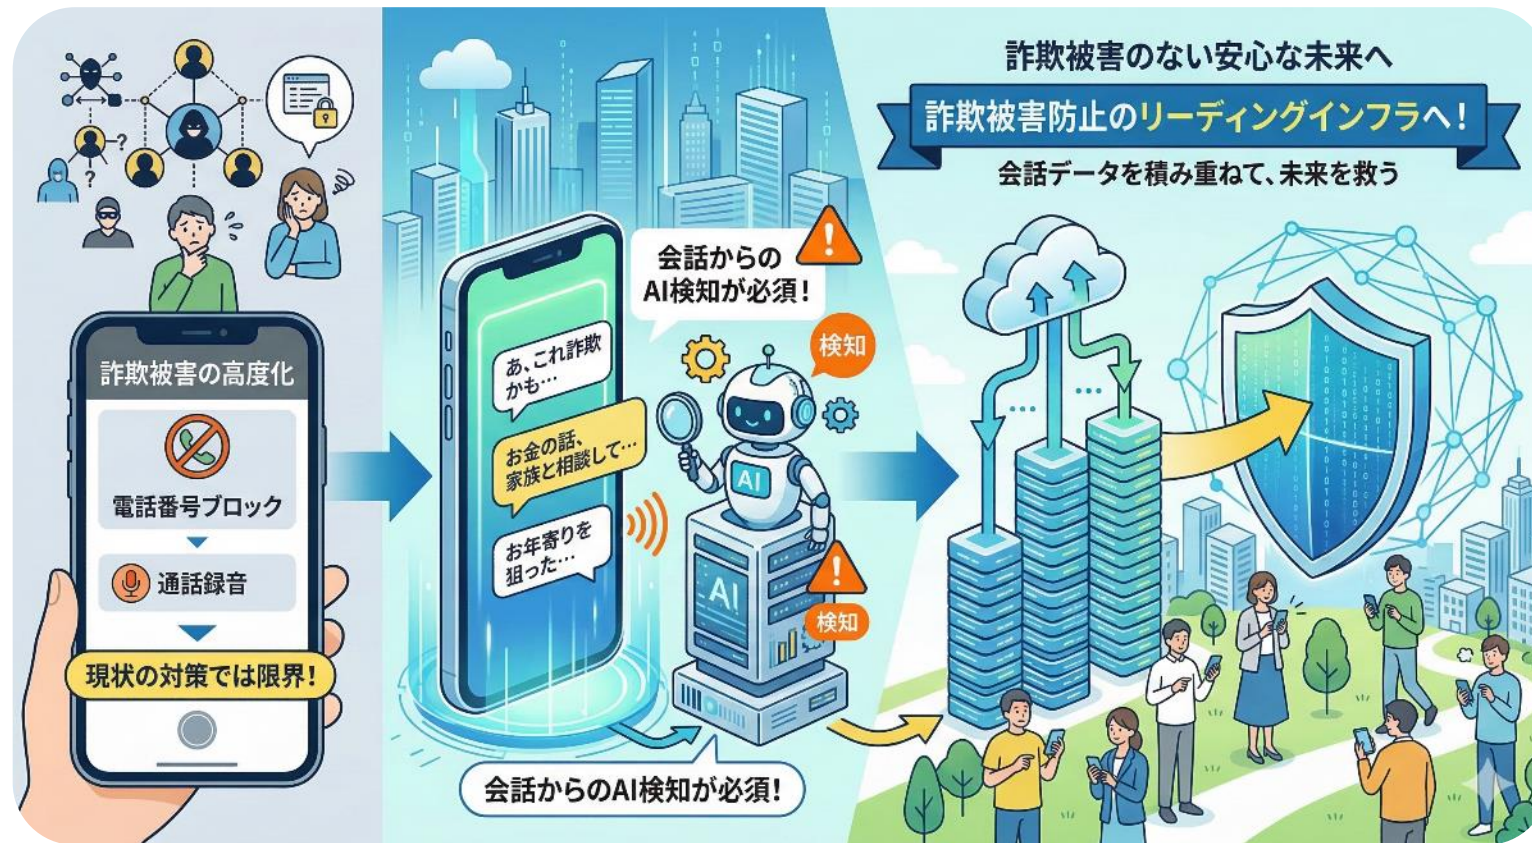 詐欺被害の高度化
電話番号ブロック
通話録音
現状の対策では限界!
会話からの
AI検知が必須!
検知
あ、これ詐欺
かも…
お金の話、
家族と相談して…
お年寄りを
狙った…
AI
AI
検知
会話からのAI検知が必須!
詐欺被害のない安心な未来へ
詐欺被害防止のリーディングインフラへ!
会話データを積み重ねて、未来を救う